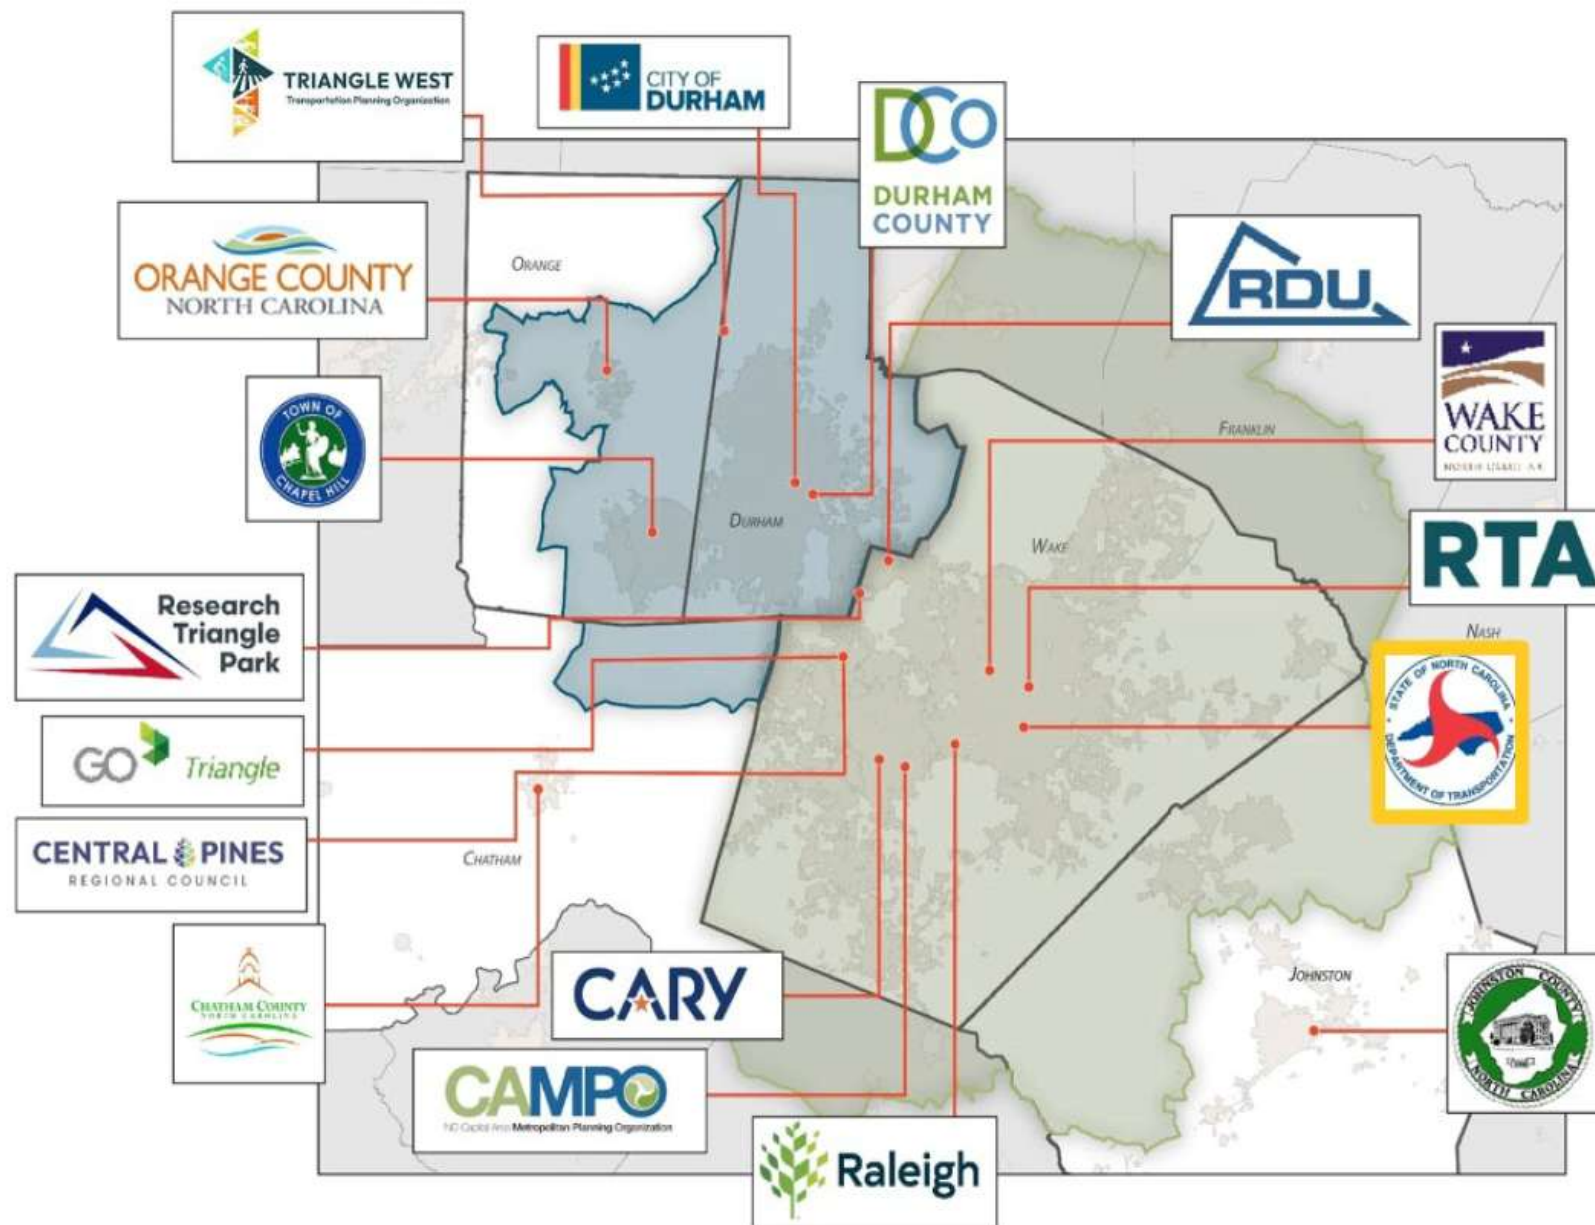 TRIANGLE WEST
Transportation Planning Organization
CITY OF
DURHAM
DCo
DURHAM
COUNTY
ORANGE COUNTY
NORTH CAROLINA
ORANGE
RDU
WAKE
COUNTY
TOWN OF
CHAPEL HILL
FRANKLIN
DURHAM
WAKE
RTA
Research
Triangle
Park
NASH
STATE OF NORTH CAROLINA
DEPARTMENT OF TRANSPORTATION
GO Triangle
CENTRAL PINES
REGIONAL COUNCIL
CHATHAM
CHATHAM COUNTY
NORTH CAROLINA
CARY
JOHNSTON
JOHNSTON COUNTY
NORTH CAROLINA
CAMPO
NC Capital Area Metropolitan Planning Organization
Raleigh